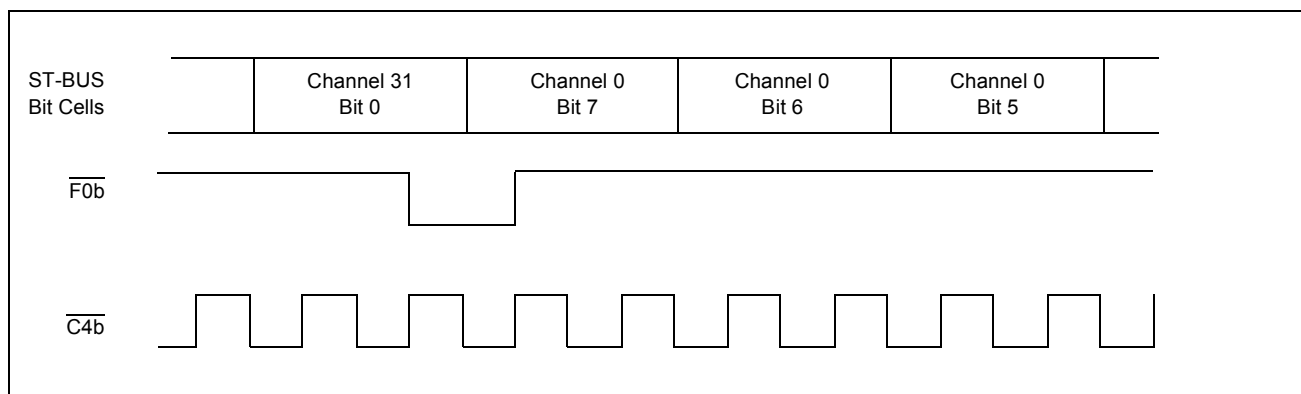 ST-BUS
Bit Cells
Channel 31
Bit 0
Channel 0
Bit 7
Channel 0
Bit 6
Channel 0
Bit 5
F0b
C4b